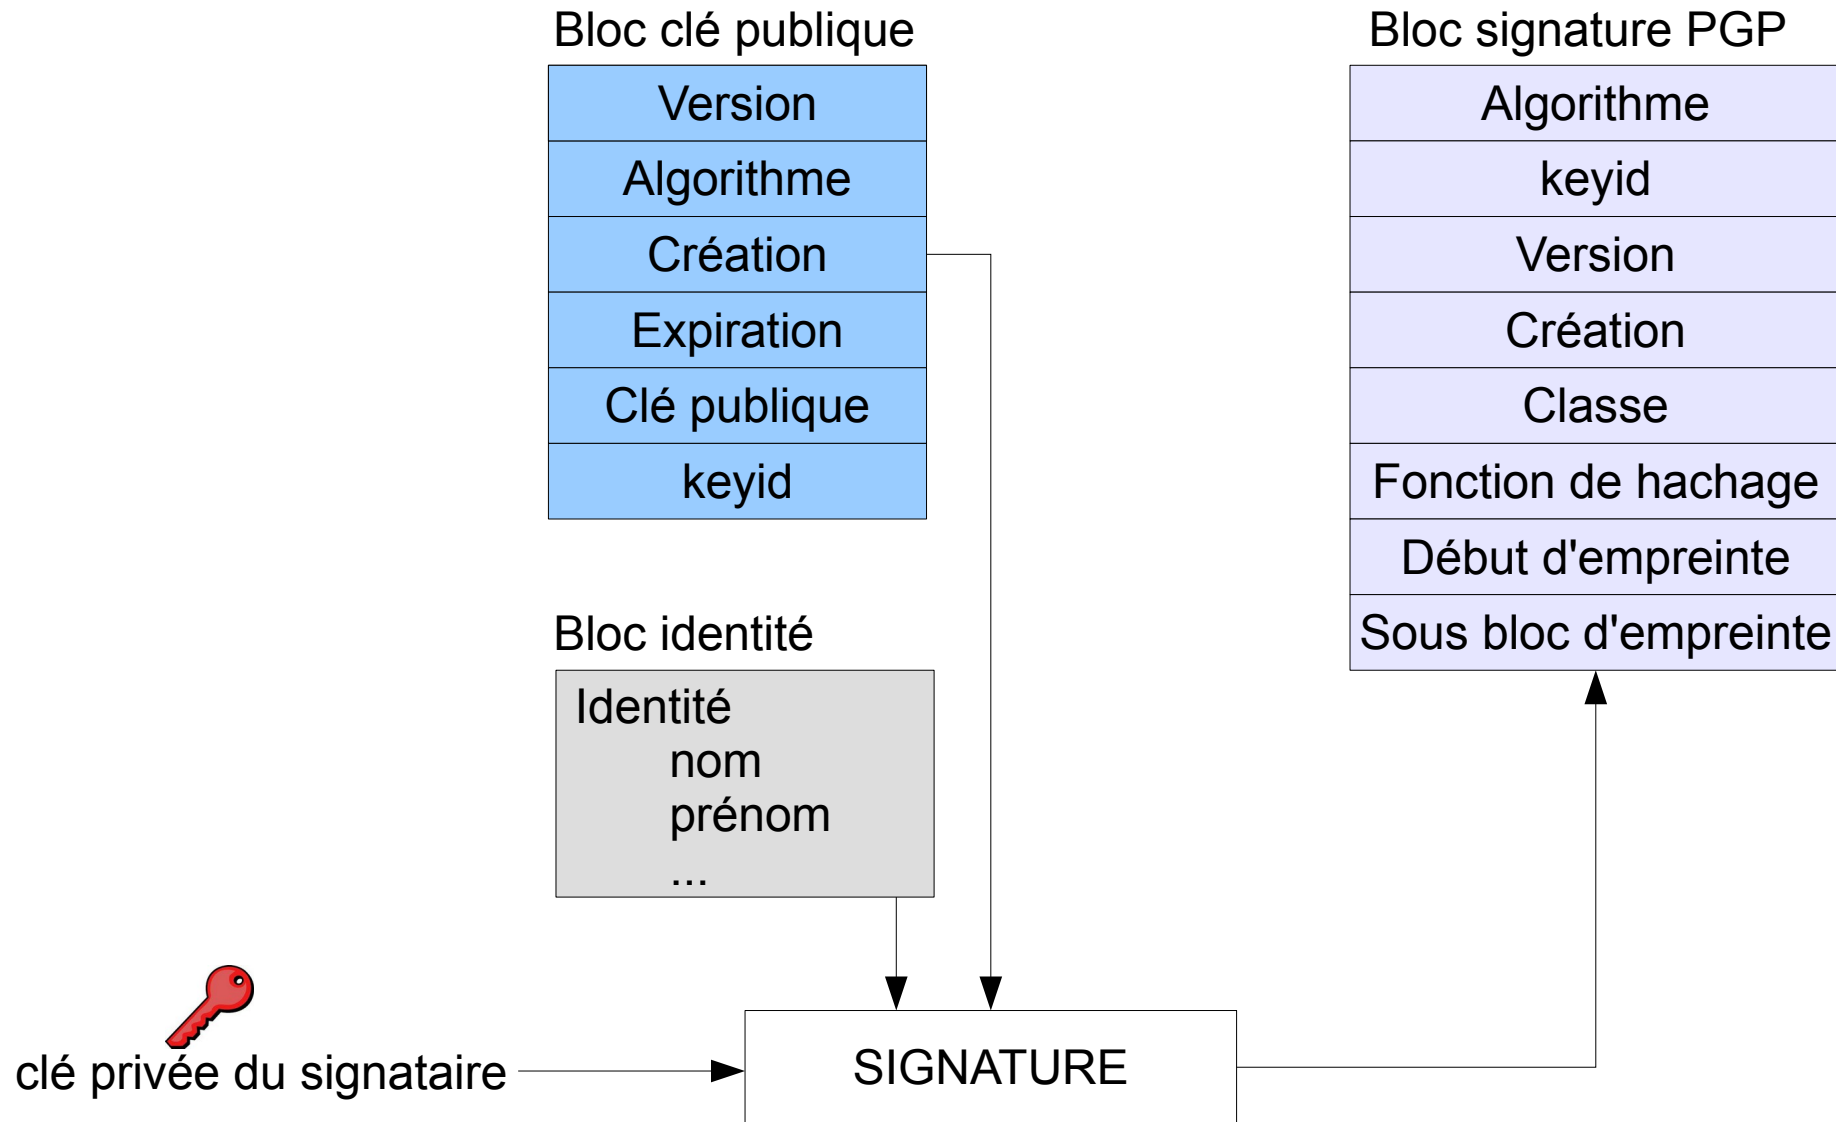 Bloc clé publique
Version
Algorithme
Création
Expiration
Clé publique
keyid
Bloc identité
Identité
nom
prénom
...
clé privée du signataire
SIGNATURE
Bloc signature PGP
Algorithme
keyid
Version
Création
Classe
Fonction de hachage
Début d'empreinte
Sous bloc d'empreinte